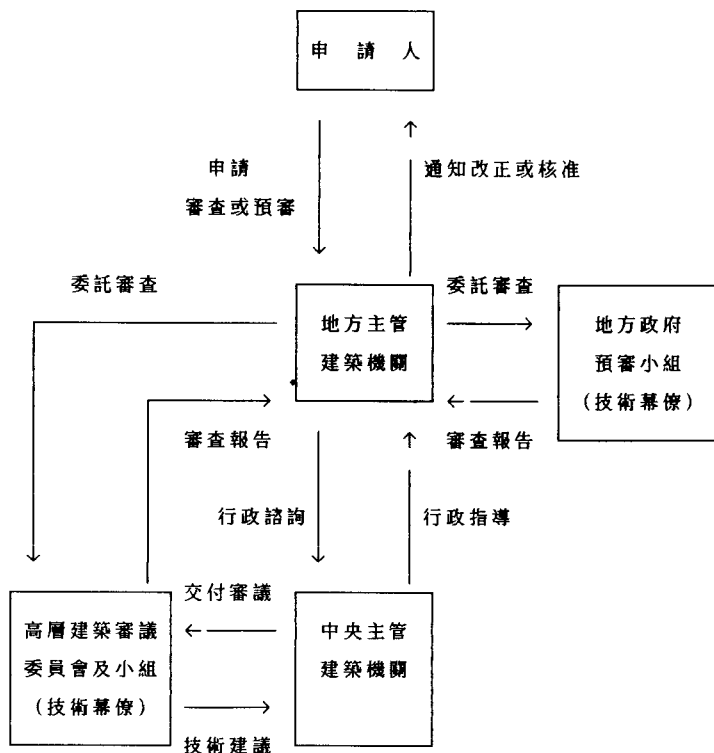 申請人
申請
審查或預審
通知改正或核准
委託審查
地方主管
建築機關
委託審查
地方政府
預審小組
(技術幕僚)
審查報告
審查報告
行政諮詢
行政指導
高層建築審議
委員會及小組
(技術幕僚)
交付審議
技術建議
中央主管
建築機關